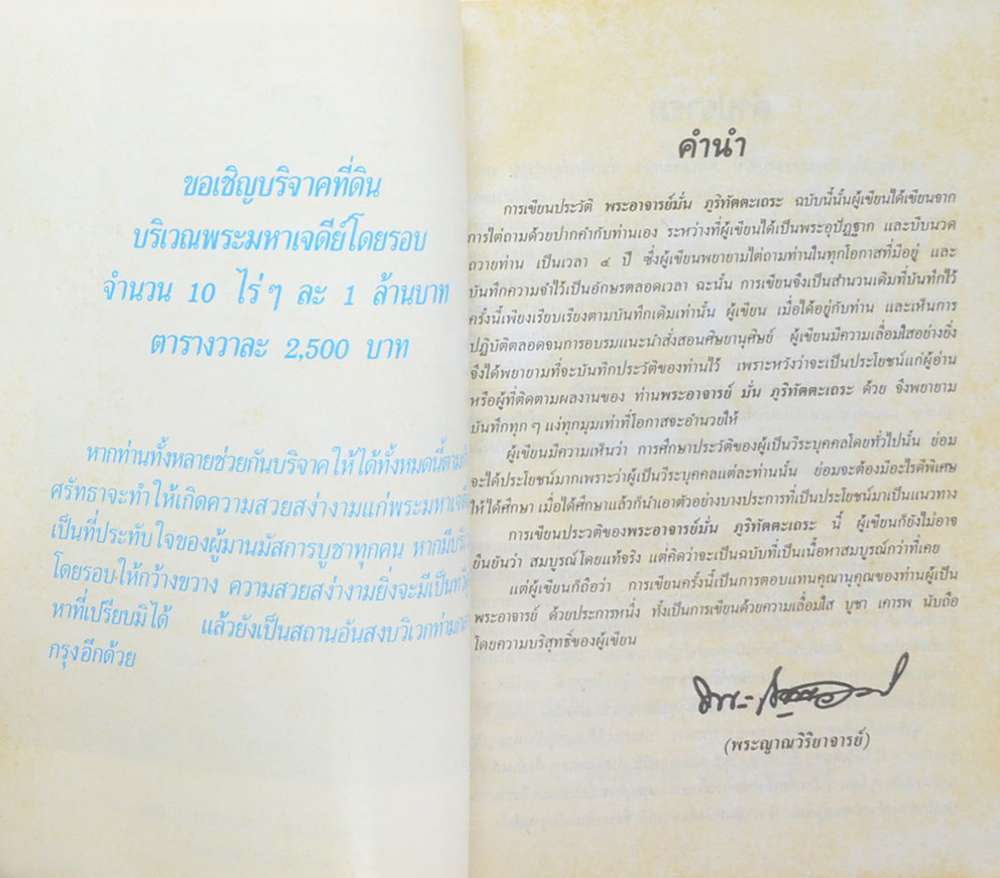 ขอเชิญบริจาคที่ดิน
บริเวณพระมหาเจดีย์โดยรอบ
จำนวน 10 ไร่ ๆ ละ 1 ล้านบาท
ตารางวาละ 2,500 บาท
หากท่านทั้งหลายช่วยกันบริจาคให้ได้ทั้งหมดนี้ตาม
ศรัทธาจะทำให้เกิดความสวยสง่างามแก่พระมหาเจดีย์
เป็นที่ประทับใจของผู้มานมัสการบูชาทุกคน หากมีบริเ
โดยรอบให้กว้างขวาง ความสวยสง่างามยิ่งจะมีเป็นทวี
หาที่เปรียบมิได้ แล้วยังเป็นสถานอันสงบวิเวกท่ามกลา
กรุงอีกด้วย
คำนำ
การเขียนประวัติ พระอาจารย์มั่น ภูริทัตตะเถระ ฉบับนี้นั้นผู้เขียนได้เขียนจาก
การไต่ถามด้วยปากคำกับท่านเอง ระหว่างที่ผู้เขียนได้เป็นพระอุปัฏฐาก และบีบนวด
ถวายท่าน เป็นเวลา ๔ ปี ซึ่งผู้เขียนพยายามไต่ถามท่านในทุกโอกาสที่มีอยู่ และ
บันทึกความจำไว้เป็นอักษรตลอดเวลา ฉะนั้น การเขียนจึงเป็นสำนวนเดิมที่บันทึกไว้
ครั้งนี้เพียงเรียบเรียงตามบันทึกเดิมเท่านั้น ผู้เขียน เมื่อได้อยู่กับท่าน และเห็นการ
ปฏิบัติตลอดจนการอบรมแนะนำสั่งสอนศิษยานุศิษย์ ผู้เขียนมีความเลื่อมใสอย่างยิ่ง
จึงได้พยายามที่จะบันทึกประวัติของท่านไว้ เพราะหวังว่าจะเป็นประโยชน์แก่ผู้อ่าน
หรือผู้ที่ติดตามผลงานของ ท่านพระอาจารย์ มั่น ภูริทัตตะเถระ ด้วย จึงพยายาม
บันทึกทุก ๆ แง่ทุกมุมเท่าที่โอกาสจะอำนวยให้
ผู้เขียนมีความเห็นว่า การศึกษาประวัติของผู้เป็นวีระบุคคลโดยทั่วไปนั้น ย่อม
จะได้ประโยชน์มากเพราะว่าผู้เป็นวีระบุคคลแต่ละท่านนั้น ย่อมจะต้องมีอะไรดีพิเศษ
ให้ได้ศึกษา เมื่อได้ศึกษาแล้วก็นำเอาตัวอย่างบางประการที่เป็นประโยชน์มาเป็นแนวทาง
การเขียนประวัติของพระอาจารย์มั่น ภูริทัตตะเถระ นี้ ผู้เขียนก็ยังไม่อาจ
ยืนยันว่า สมบูรณ์โดยแท้จริง แต่คิดว่าจะเป็นฉบับที่เป็นเนื้อหาสมบูรณ์กว่าที่เคย
แต่ผู้เขียนก็ถือว่า การเขียนครั้งนี้เป็นการตอบแทนคุณานุคุณของท่านผู้เป็น
พระอาจารย์ ด้วยประการหนึ่ง ทั้งเป็นการเขียนด้วยความเลื่อมใส บูชา เคารพ นับถือ
โดยความบริสุทธิ์ของผู้เขียน
(พระญาณวิริยาจารย์)